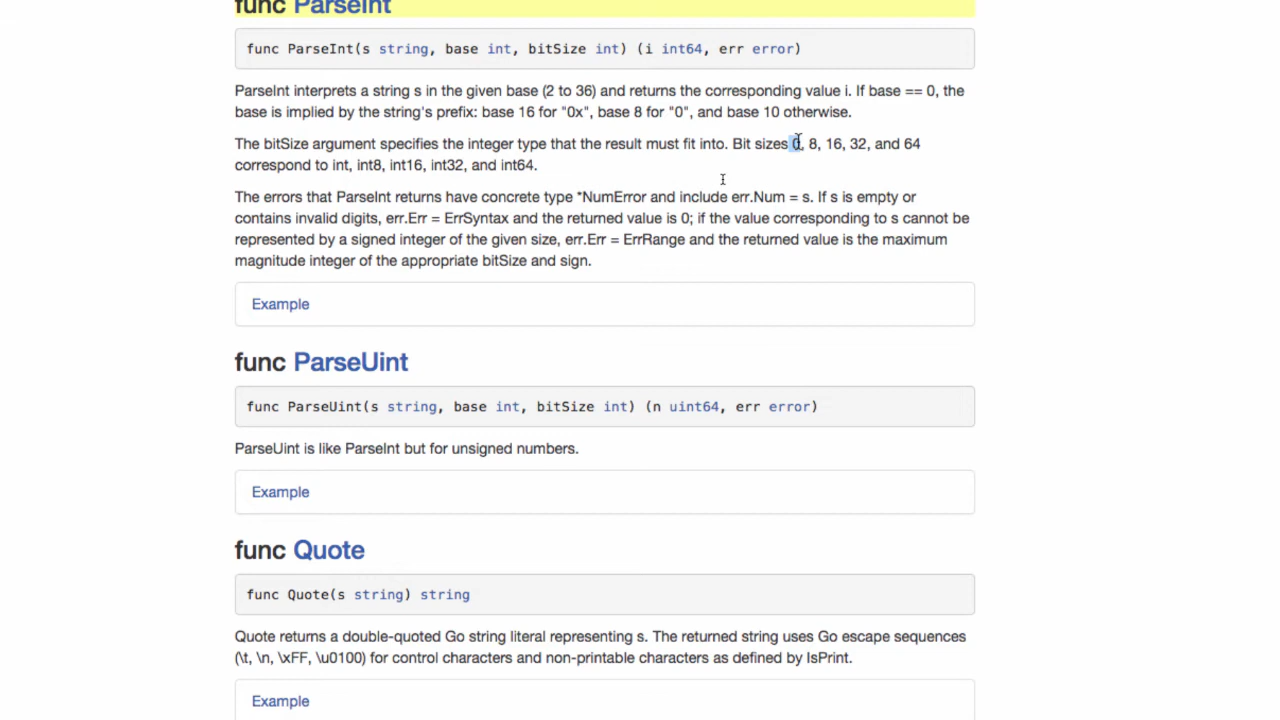 func ParseInt
func ParseInt(s string, base int, bitSize int) (i int64, err error)
ParseInt interprets a string s in the given base (2 to 36) and returns the corresponding value i. If base == 0, the
base is implied by the string's prefix: base 16 for "0x", base 8 for "0", and base 10 otherwise.
The bitSize argument specifies the integer type that the result must fit into. Bit sizes 0, 8, 16, 32, and 64
correspond to int, int8, int16, int32, and int64.
The errors that ParseInt returns have concrete type *NumError and include err.Num = s. If s is empty or
contains invalid digits, err.Err = ErrSyntax and the returned value is 0; if the value corresponding to s cannot be
represented by a signed integer of the given size, err.Err = ErrRange and the returned value is the maximum
magnitude integer of the appropriate bitSize and sign.
Example
func ParseUint
func ParseUint(s string, base int, bitSize int) (n uint64, err error)
ParseUint is like ParseInt but for unsigned numbers.
Example
func Quote
func Quote(s string) string
Quote returns a double-quoted Go string literal representing s. The returned string uses Go escape sequences
(\t, \n, \xFF, \u0100) for control characters and non-printable characters as defined by IsPrint.
Example